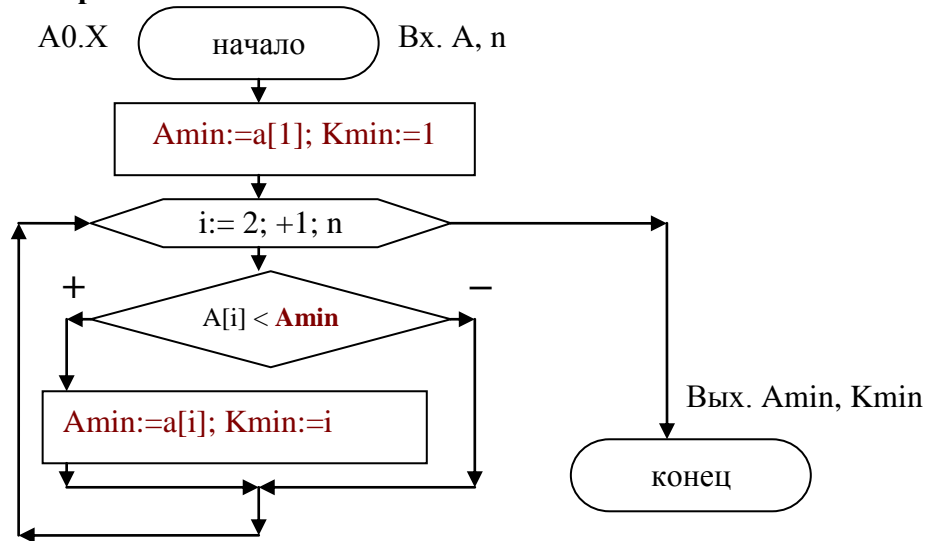 A0.X
начало
Вх. A, n
Amin:=a[1]; Kmin:=1
i:= 2; +1; n
+
–
A[i] < Amin
Amin:=a[i]; Kmin:=i
Вых. Amin, Kmin
конец